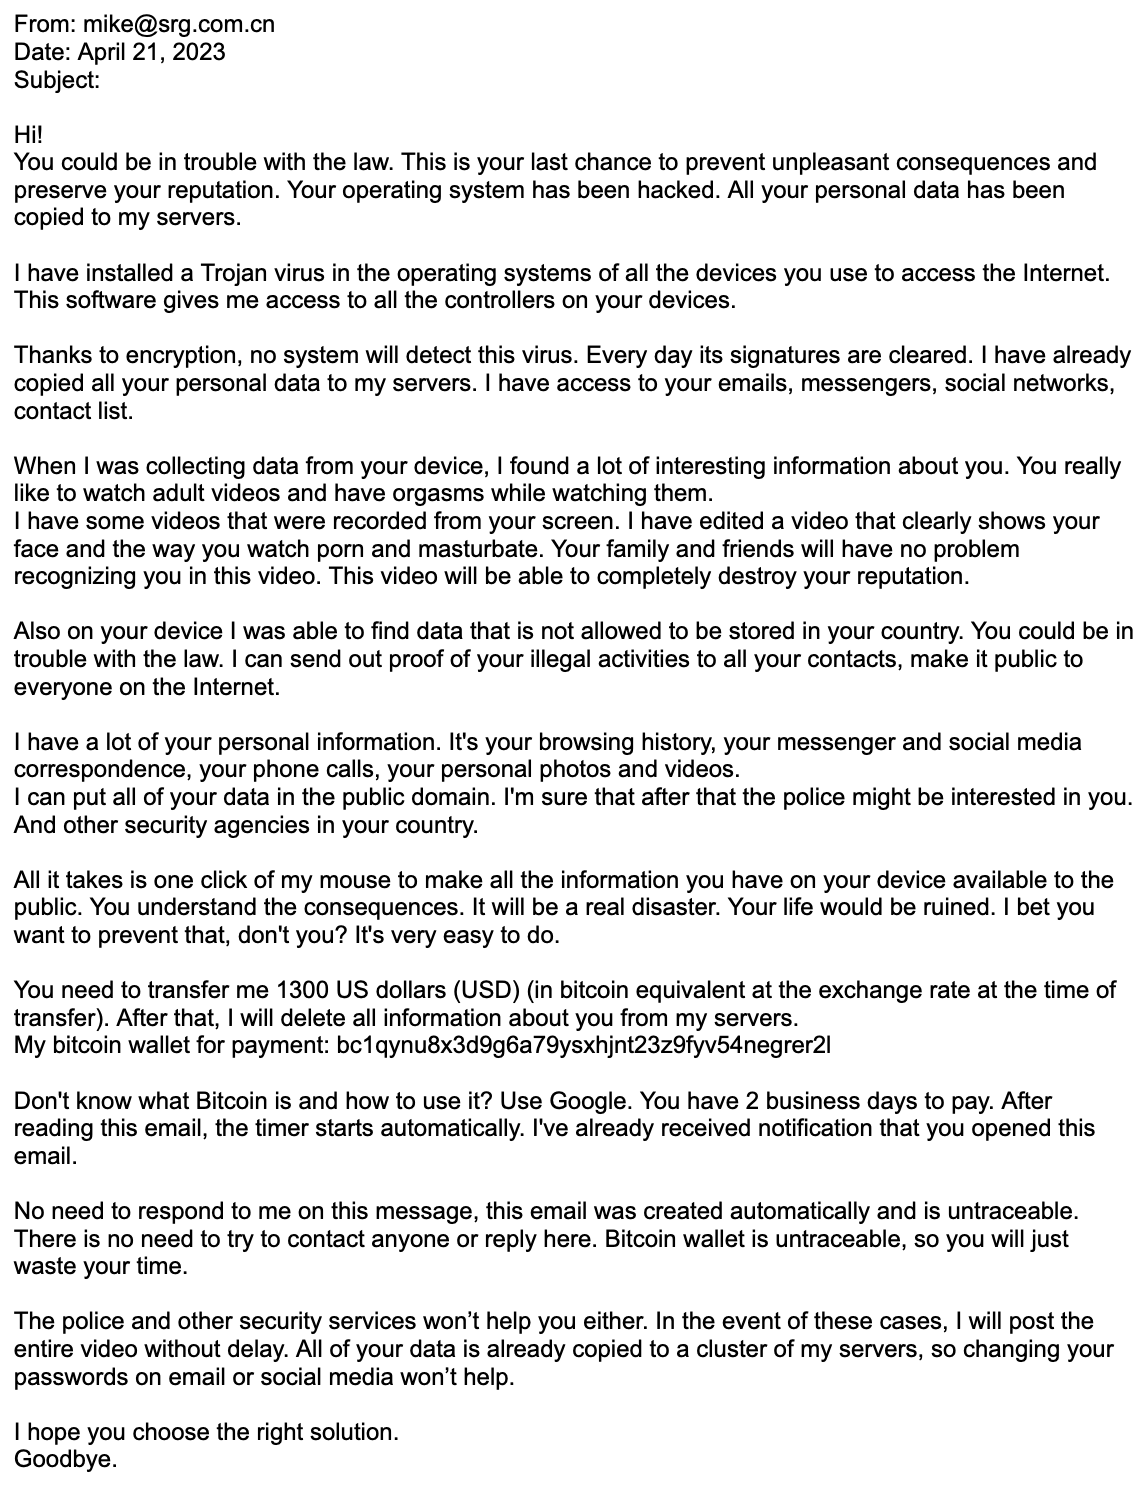 From: mike@srg.com.cn
Date: April 21, 2023
Subject:
Hi!
You could be in trouble with the law. This is your last chance to prevent unpleasant consequences and
preserve your reputation. Your operating system has been hacked. All your personal data has been
copied to my servers.
I have installed a Trojan virus in the operating systems of all the devices you use to access the Internet.
This software gives me access to all the controllers on your devices.
Thanks to encryption, no system will detect this virus. Every day its signatures are cleared. I have already
copied all your personal data to my servers. I have access to your emails, messengers, social networks,
contact list.
When I was collecting data from your device, I found a lot of interesting information about you. You really
like to watch adult videos and have orgasms while watching them.
I have some videos that were recorded from your screen. I have edited a video that clearly shows your
face and the way you watch porn and masturbate. Your family and friends will have no problem
recognizing you in this video. This video will be able to completely destroy your reputation.
Also on your device I was able to find data that is not allowed to be stored in your country. You could be in
trouble with the law. I can send out proof of your illegal activities to all your contacts, make it public to
everyone on the Internet.
I have a lot of your personal information. It's your browsing history, your messenger and social media
correspondence, your phone calls, your personal photos and videos.
I can put all of your data in the public domain. I'm sure that after that the police might be interested in you.
And other security agencies in your country.
All it takes is one click of my mouse to make all the information you have on your device available to the
public. You understand the consequences. It will be a real disaster. Your life would be ruined. I bet you
want to prevent that, don't you? It's very easy to do.
You need to transfer me 1300 US dollars (USD) (in bitcoin equivalent at the exchange rate at the time of
transfer). After that, I will delete all information about you from my servers.
My bitcoin wallet for payment: bc1qynu8x3d9g6a79ysxhjnt23z9fyv54negrer2l
Don't know what Bitcoin is and how to use it? Use Google. You have 2 business days to pay. After
reading this email, the timer starts automatically. I've already received notification that you opened this
email.
No need to respond to me on this message, this email was created automatically and is untraceable.
There is no need to try to contact anyone or reply here. Bitcoin wallet is untraceable, so you will just
waste your time.
The police and other security services won’t help you either. In the event of these cases, I will post the
entire video without delay. All of your data is already copied to a cluster of my servers, so changing your
passwords on email or social media won’t help.
I hope you choose the right solution.
Goodbye.